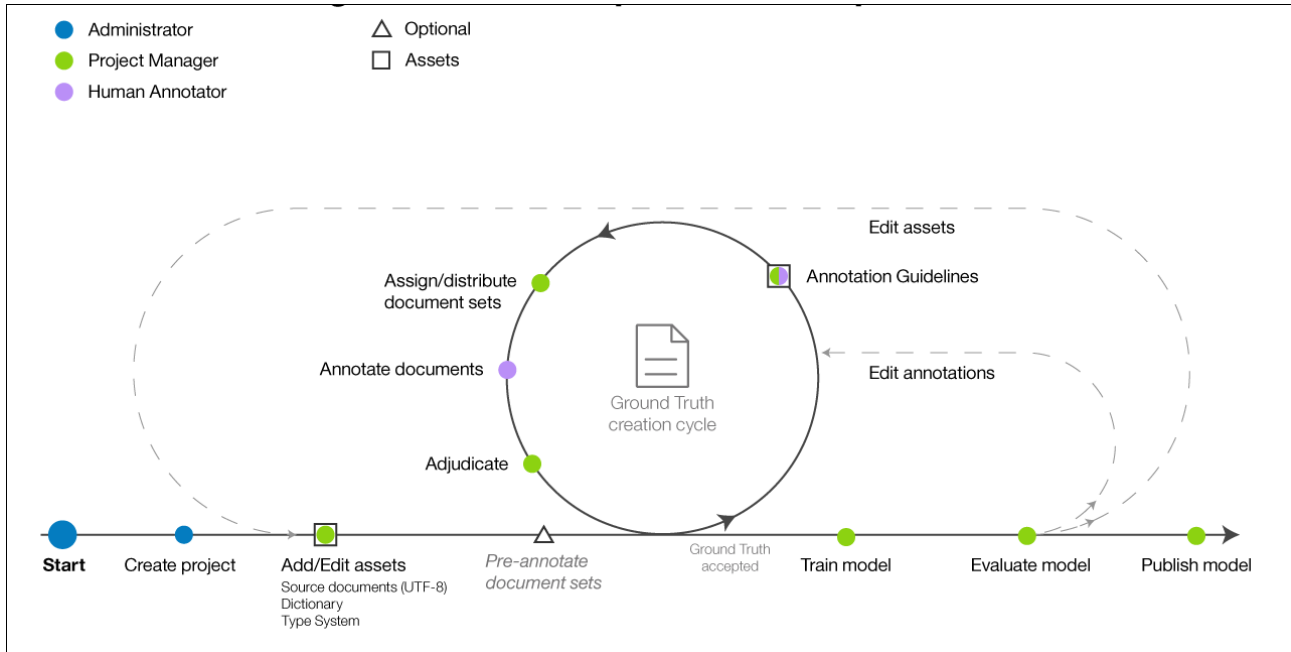 Administrator
Project Manager
Human Annotator
Optional
Assets
Edit assets
Assign/distribute
document sets
Annotation Guidelines
Annotate documents
Edit annotations
Ground Truth
creation cycle
Adjudicate
Start
Create project
Add/Edit assets
Source documents (UTF-8)
Dictionary
Type System
Pre-annotate
document sets
Ground Truth
accepted
Train model
Evaluate model
Publish model